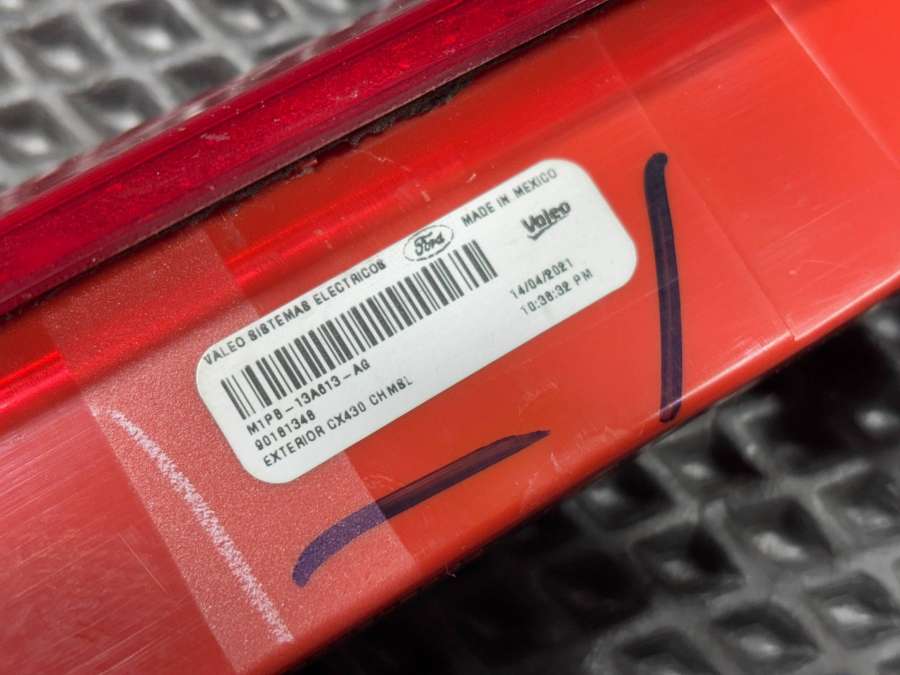 VALEO SISTEMAS ELECTRICOS Ford MADE IN MEXICO
Valeo
14/04/2021
10:38:32 PM
M1PB-13A613-AG
90181348
EXTERIOR CX430 CHMSL